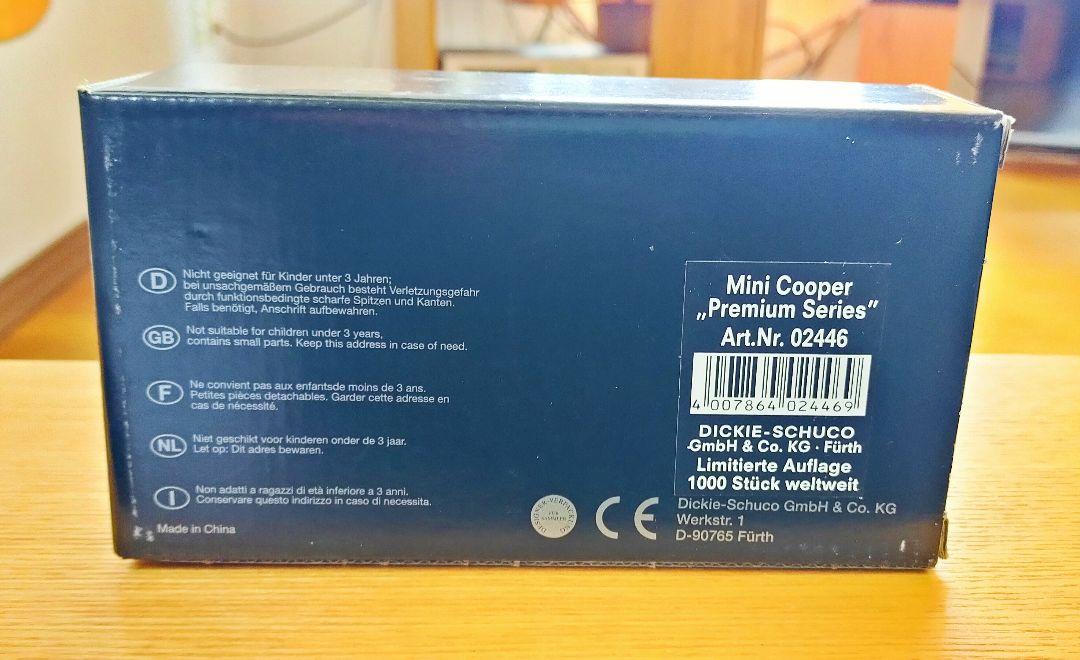 D
Nicht geeignet für Kinder unter 3 Jahren;
bei unsachgemäßem Gebrauch besteht Verletzungsgefahr
durch funktionsbedingte scharfe Spitzen und Kanten.
Falls benötigt, Anschrift aufbewahren.
GB
Not suitable for children under 3 years,
contains small parts. Keep this address in case of need.
F
Ne convient pas aux enfantsde moins de 3 ans.
Petites pièces detachables. Garder cette adresse en
cas de nécessité.
NL
Niet geschikt voor kinderen onder de 3 jaar.
Let op: Dit adres bewaren.
I
Non adatti a ragazzi di età inferiore a 3 anni.
Conservare questo indirizzo in caso di necessita.
Made in China
Mini Cooper
„Premium Series”
Art.Nr. 02446
4 007864 024469
DICKIE-SCHUCO
GmbH & Co. KG · Fürth
Limitierte Auflage
1000 Stück weltweit
DESIGNER-VERPACKUNG
FÜR
SAMMLER
CE
Dickie-Schuco GmbH & Co. KG
Werkstr. 1
D-90765 Fürth